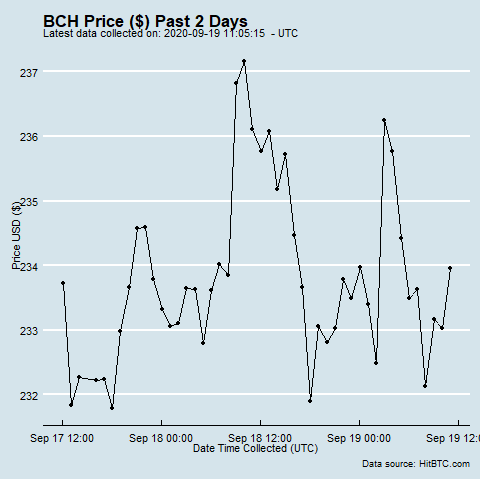 BCH Price ($) Past 2 Days
Latest data collected on: 2020-09-19 11:05:15 - UTC
237
236
235
234
233
232
Price USD ($)
Sep 17 12:00 Sep 18 00:00 Sep 18 12:00 Sep 19 00:00 Sep 19 12:0
Date Time Collected (UTC)
Data source: HitBTC.com